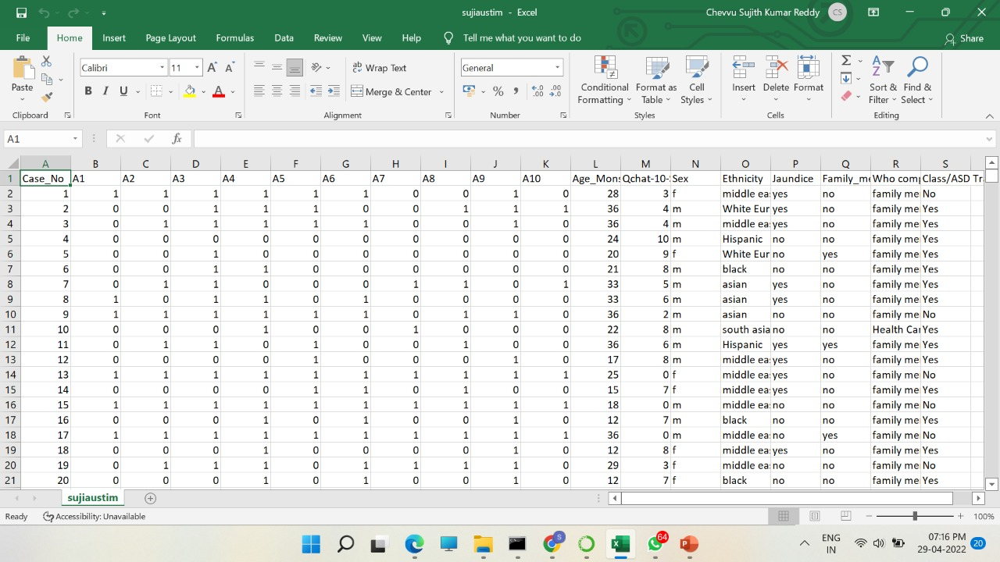 sujiaustim - Excel
Chevvu Sujith Kumar Reddy CS
File Home Insert Page Layout Formulas Data Review View Help Tell me what you want to do Share
Calibri 11 Wrap Text General
Paste B I U Merge & Center % Conditional Formatting Format as Table Cell Styles Insert Delete Format Sort & Filter Find & Select
Clipboard Font Alignment Number Styles Cells Editing
A1 fx
A B C D E F G H I J K L M N O P Q R S
1 Case_No A1 A2 A3 A4 A5 A6 A7 A8 A9 A10 Age_Mons Qchat-10- Sex Ethnicity Jaundice Family_me Who comp Class/ASD Tr
2 1 1 1 1 1 1 1 0 0 1 0 28 3 f middle ea yes no family me No
3 2 0 0 1 1 1 0 0 1 1 1 36 4 m White Eur yes no family me Yes
4 3 0 1 1 1 1 1 0 0 1 0 36 4 m middle ea yes no family me Yes
5 4 0 0 0 0 0 0 0 0 0 0 24 10 m Hispanic no no family me Yes
6 5 0 0 1 0 0 0 0 0 0 0 20 9 f White Eur no yes family me Yes
7 6 0 0 1 1 0 0 0 0 0 0 21 8 m black no no family me Yes
8 7 0 1 1 0 0 0 1 1 0 1 33 5 m asian yes no family me Yes
9 8 1 0 1 1 0 1 0 0 0 0 33 6 m asian yes no family me Yes
10 9 1 1 1 1 1 1 0 1 1 0 36 2 m asian no no family me No
11 10 0 0 0 1 0 0 1 0 0 0 22 8 m south asia no no Health Car Yes
12 11 0 1 1 0 1 0 0 1 0 0 36 6 m Hispanic yes yes family me Yes
13 12 0 0 0 0 1 0 0 0 1 0 17 8 m middle ea yes no family me Yes
14 13 1 1 1 1 1 1 1 1 1 1 25 0 f middle ea yes no family me No
15 14 0 0 0 1 0 1 0 0 1 0 15 7 f middle ea yes no family me Yes
16 15 1 1 1 1 1 1 1 1 1 1 18 0 m middle ea no no family me No
17 16 0 0 0 1 0 1 0 0 1 0 12 7 m black no no family me Yes
18 17 1 1 1 1 1 1 1 1 1 1 36 0 m middle ea no yes family me No
19 18 0 0 0 1 0 0 0 0 1 0 12 8 f middle ea yes no family me Yes
20 19 0 1 1 1 0 1 1 1 1 0 29 3 f middle ea no no family me No
21 20 0 0 0 1 0 1 0 0 1 0 12 7 f black no no family me Yes
sujiaustim
Ready Accessibility: Unavailable 100%
S 64 P
ENG 07:16 PM
IN 29-04-2022 20